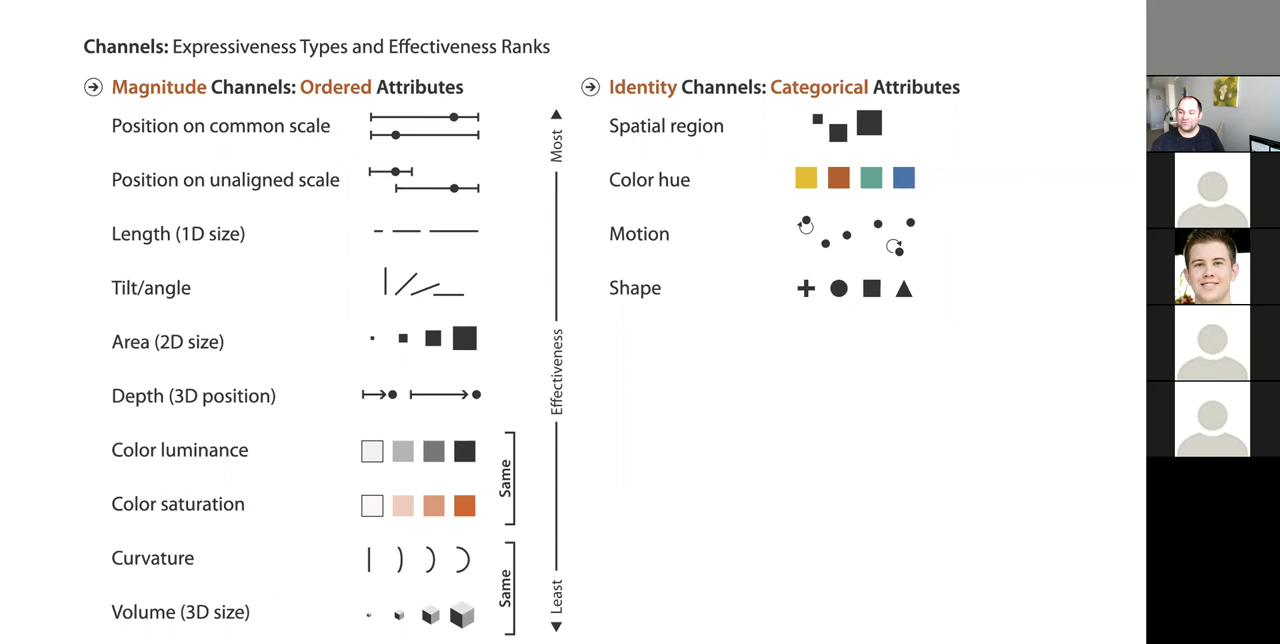 Channels: Expressiveness Types and Effectiveness Ranks
Magnitude Channels: Ordered Attributes
Position on common scale
Position on unaligned scale
Length (1D size)
Tilt/angle
Area (2D size)
Depth (3D position)
Color luminance
Color saturation
Curvature
Volume (3D size)
Same
Same
Most
Effectiveness
Least
Identity Channels: Categorical Attributes
Spatial region
Color hue
Motion
Shape